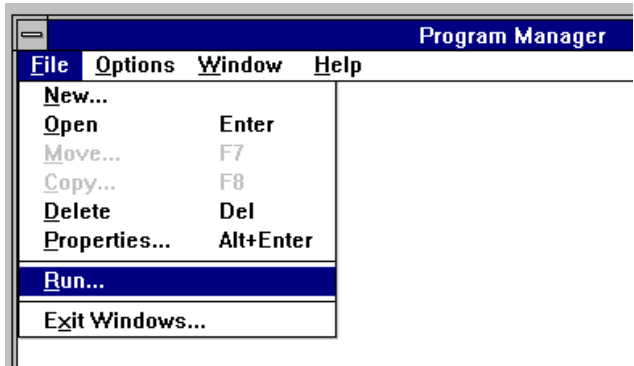 Program Manager
File Options Window Help
New...
Open Enter
Move... F7
Copy... F8
Delete Del
Properties... Alt+Enter
Run...
Exit Windows...